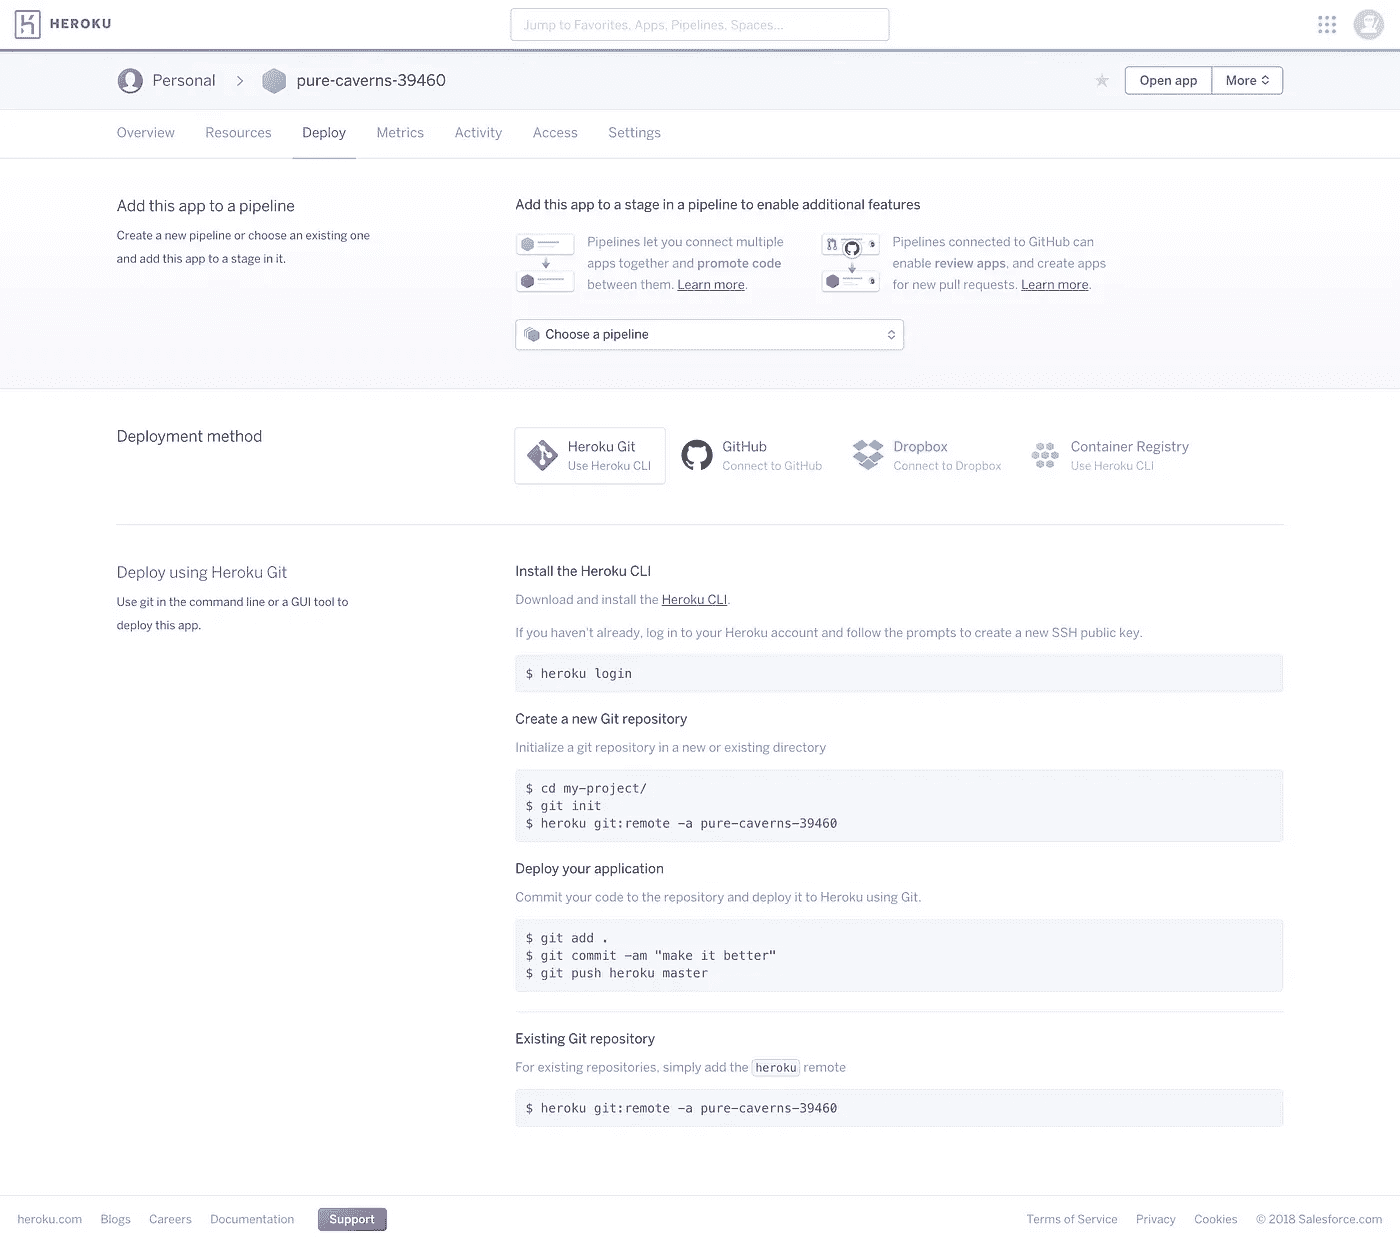 HEROKU
Jump to Favorites, Apps, Pipelines, Spaces...
Personal > pure-caverns-39460
Open app
More
Overview Resources Deploy Metrics Activity Access Settings
Add this app to a pipeline
Create a new pipeline or choose an existing one
and add this app to a stage in it.
Add this app to a stage in a pipeline to enable additional features
Pipelines let you connect multiple
apps together and promote code
between them. Learn more.
Pipelines connected to GitHub can
enable review apps, and create apps
for new pull requests. Learn more.
Choose a pipeline
Deployment method
Heroku Git
Use Heroku CLI
GitHub
Connect to GitHub
Dropbox
Connect to Dropbox
Container Registry
Use Heroku CLI
Deploy using Heroku Git
Use git in the command line or a GUI tool to
deploy this app.
Install the Heroku CLI
Download and install the Heroku CLI.
If you haven't already, log in to your Heroku account and follow the prompts to create a new SSH public key.
$ heroku login
Create a new Git repository
Initialize a git repository in a new or existing directory
$ cd my-project/
$ git init
$ heroku git:remote -a pure-caverns-39460
Deploy your application
Commit your code to the repository and deploy it to Heroku using Git.
$ git add .
$ git commit -am "make it better"
$ git push heroku master
Existing Git repository
For existing repositories, simply add the heroku remote
$ heroku git:remote -a pure-caverns-39460
heroku.com Blogs Careers Documentation Support
Terms of Service Privacy Cookies © 2018 Salesforce.com